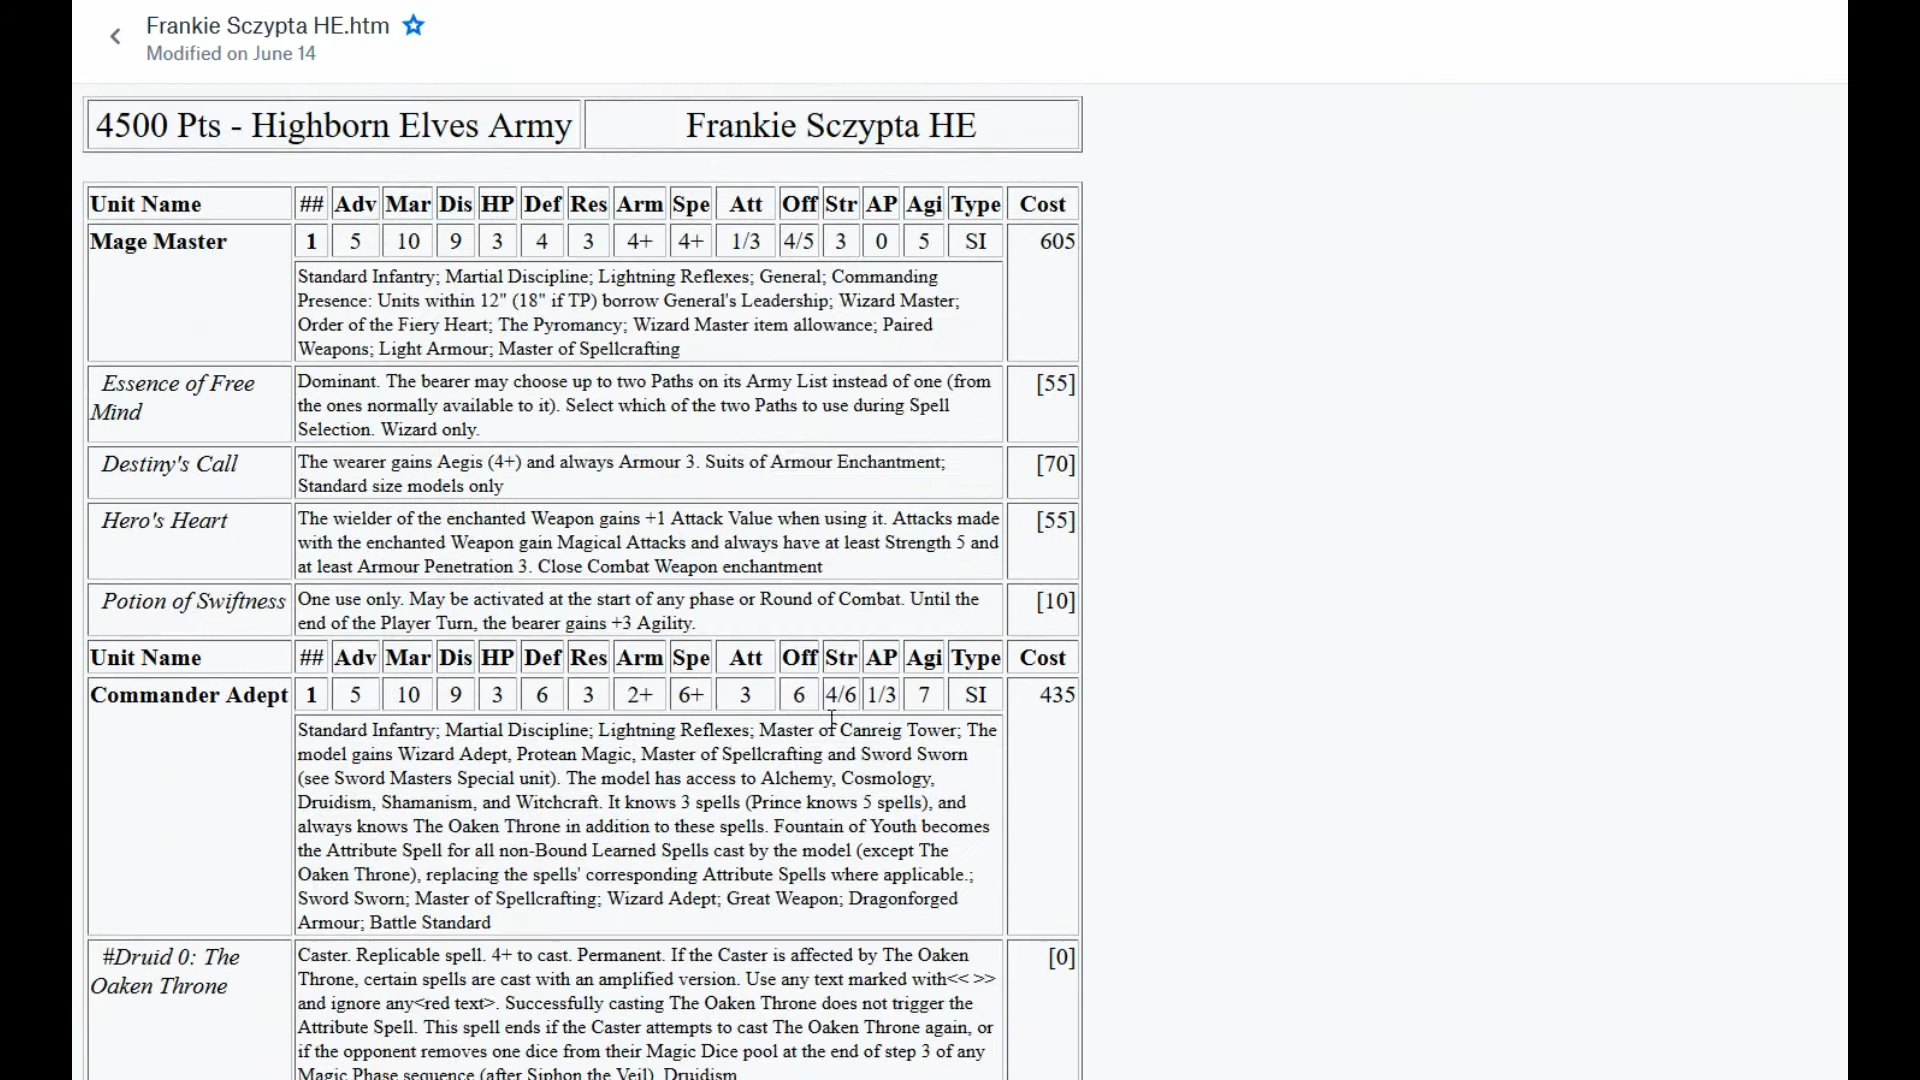 Frankie Sczypta HE.htm
Modified on June 14
4500 Pts - Highborn Elves Army Frankie Sczypta HE
Unit Name ## Adv Mar Dis HP Def Res Arm Spe Att Off Str AP Agi Type Cost
Mage Master 1 5 10 9 3 4 3 4+ 4+ 1/3 4/5 3 0 5 SI 605
Standard Infantry; Martial Discipline; Lightning Reflexes; General; Commanding
Presence: Units within 12" (18" if TP) borrow General's Leadership; Wizard Master;
Order of the Fiery Heart; The Pyromancy; Wizard Master item allowance; Paired
Weapons; Light Armour; Master of Spellcrafting
Essence of Free
Mind
Dominant. The bearer may choose up to two Paths on its Army List instead of one (from
the ones normally available to it). Select which of the two Paths to use during Spell
Selection. Wizard only.
[55]
Destiny's Call
The wearer gains Aegis (4+) and always Armour 3. Suits of Armour Enchantment;
Standard size models only
[70]
Hero's Heart
The wielder of the enchanted Weapon gains +1 Attack Value when using it. Attacks made
with the enchanted Weapon gain Magical Attacks and always have at least Strength 5 and
at least Armour Penetration 3. Close Combat Weapon enchantment
[55]
Potion of Swiftness
One use only. May be activated at the start of any phase or Round of Combat. Until the
end of the Player Turn, the bearer gains +3 Agility.
[10]
Unit Name ## Adv Mar Dis HP Def Res Arm Spe Att Off Str AP Agi Type Cost
Commander Adept 1 5 10 9 3 6 3 2+ 6+ 3 6 4/6 1/3 7 SI 435
Standard Infantry; Martial Discipline; Lightning Reflexes; Master of Canreig Tower; The
model gains Wizard Adept, Protean Magic, Master of Spellcrafting and Sword Sworn
(see Sword Masters Special unit). The model has access to Alchemy, Cosmology,
Druidism, Shamanism, and Witchcraft. It knows 3 spells (Prince knows 5 spells), and
always knows The Oaken Throne in addition to these spells. Fountain of Youth becomes
the Attribute Spell for all non-Bound Learned Spells cast by the model (except The
Oaken Throne), replacing the spells' corresponding Attribute Spells where applicable.;
Sword Sworn; Master of Spellcrafting; Wizard Adept; Great Weapon; Dragonforged
Armour; Battle Standard
#Druid 0: The
Oaken Throne
Caster. Replicable spell. 4+ to cast. Permanent. If the Caster is affected by The Oaken
Throne, certain spells are cast with an amplified version. Use any text marked with<< >>
and ignore any<red text>. Successfully casting The Oaken Throne does not trigger the
Attribute Spell. This spell ends if the Caster attempts to cast The Oaken Throne again, or
if the opponent removes one dice from their Magic Dice pool at the end of step 3 of any
Magic Phase sequence (after Siphon the Veil). Druidism
[0]